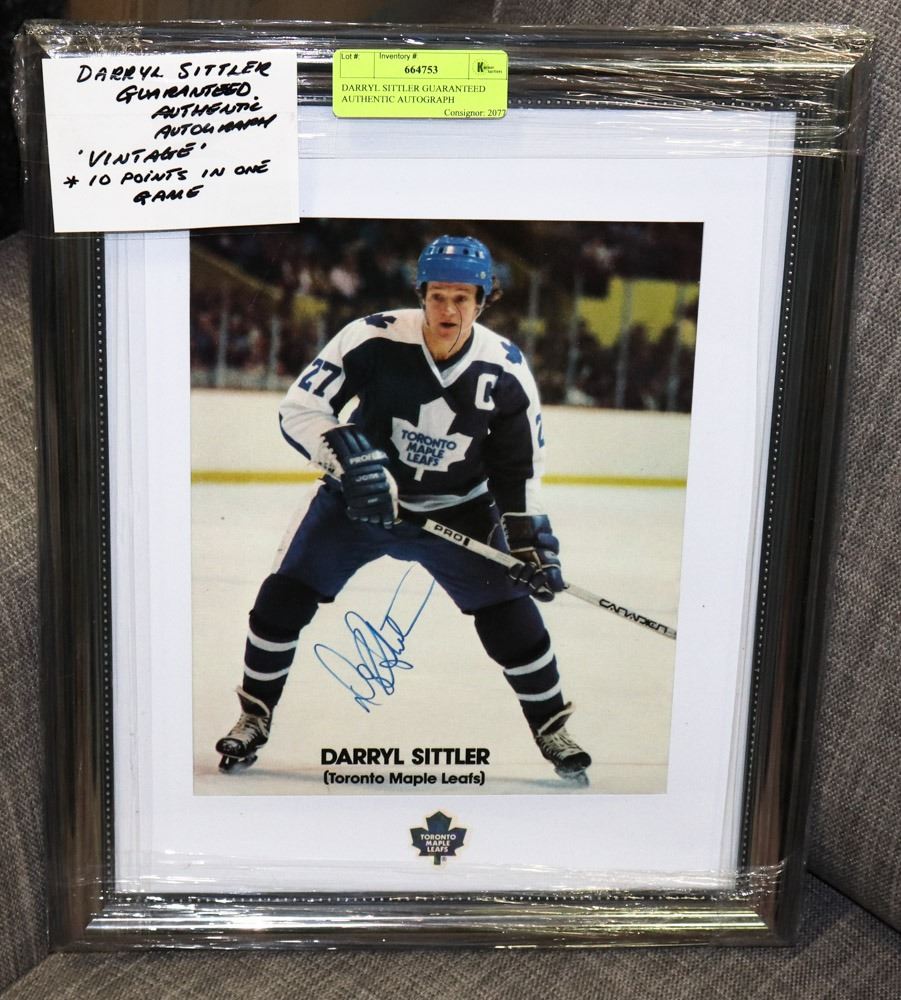 DARRYL SITTLER
GUARANTEED
AUTHENTIC
AUTOGRAPH
'VINTAGE'
* 10 POINTS IN ONE
GAME
Lot #:
Inventory #:
664753
DARRYL SITTLER GUARANTEED
AUTHENTIC AUTOGRAPH
Consignor: 2077
27
C
2
TORONTO
MAPLE
LEAFS
PRO
CANADIEN
DARRYL SITTLER
(Toronto Maple Leafs)
TORONTO
MAPLE
LEAFS